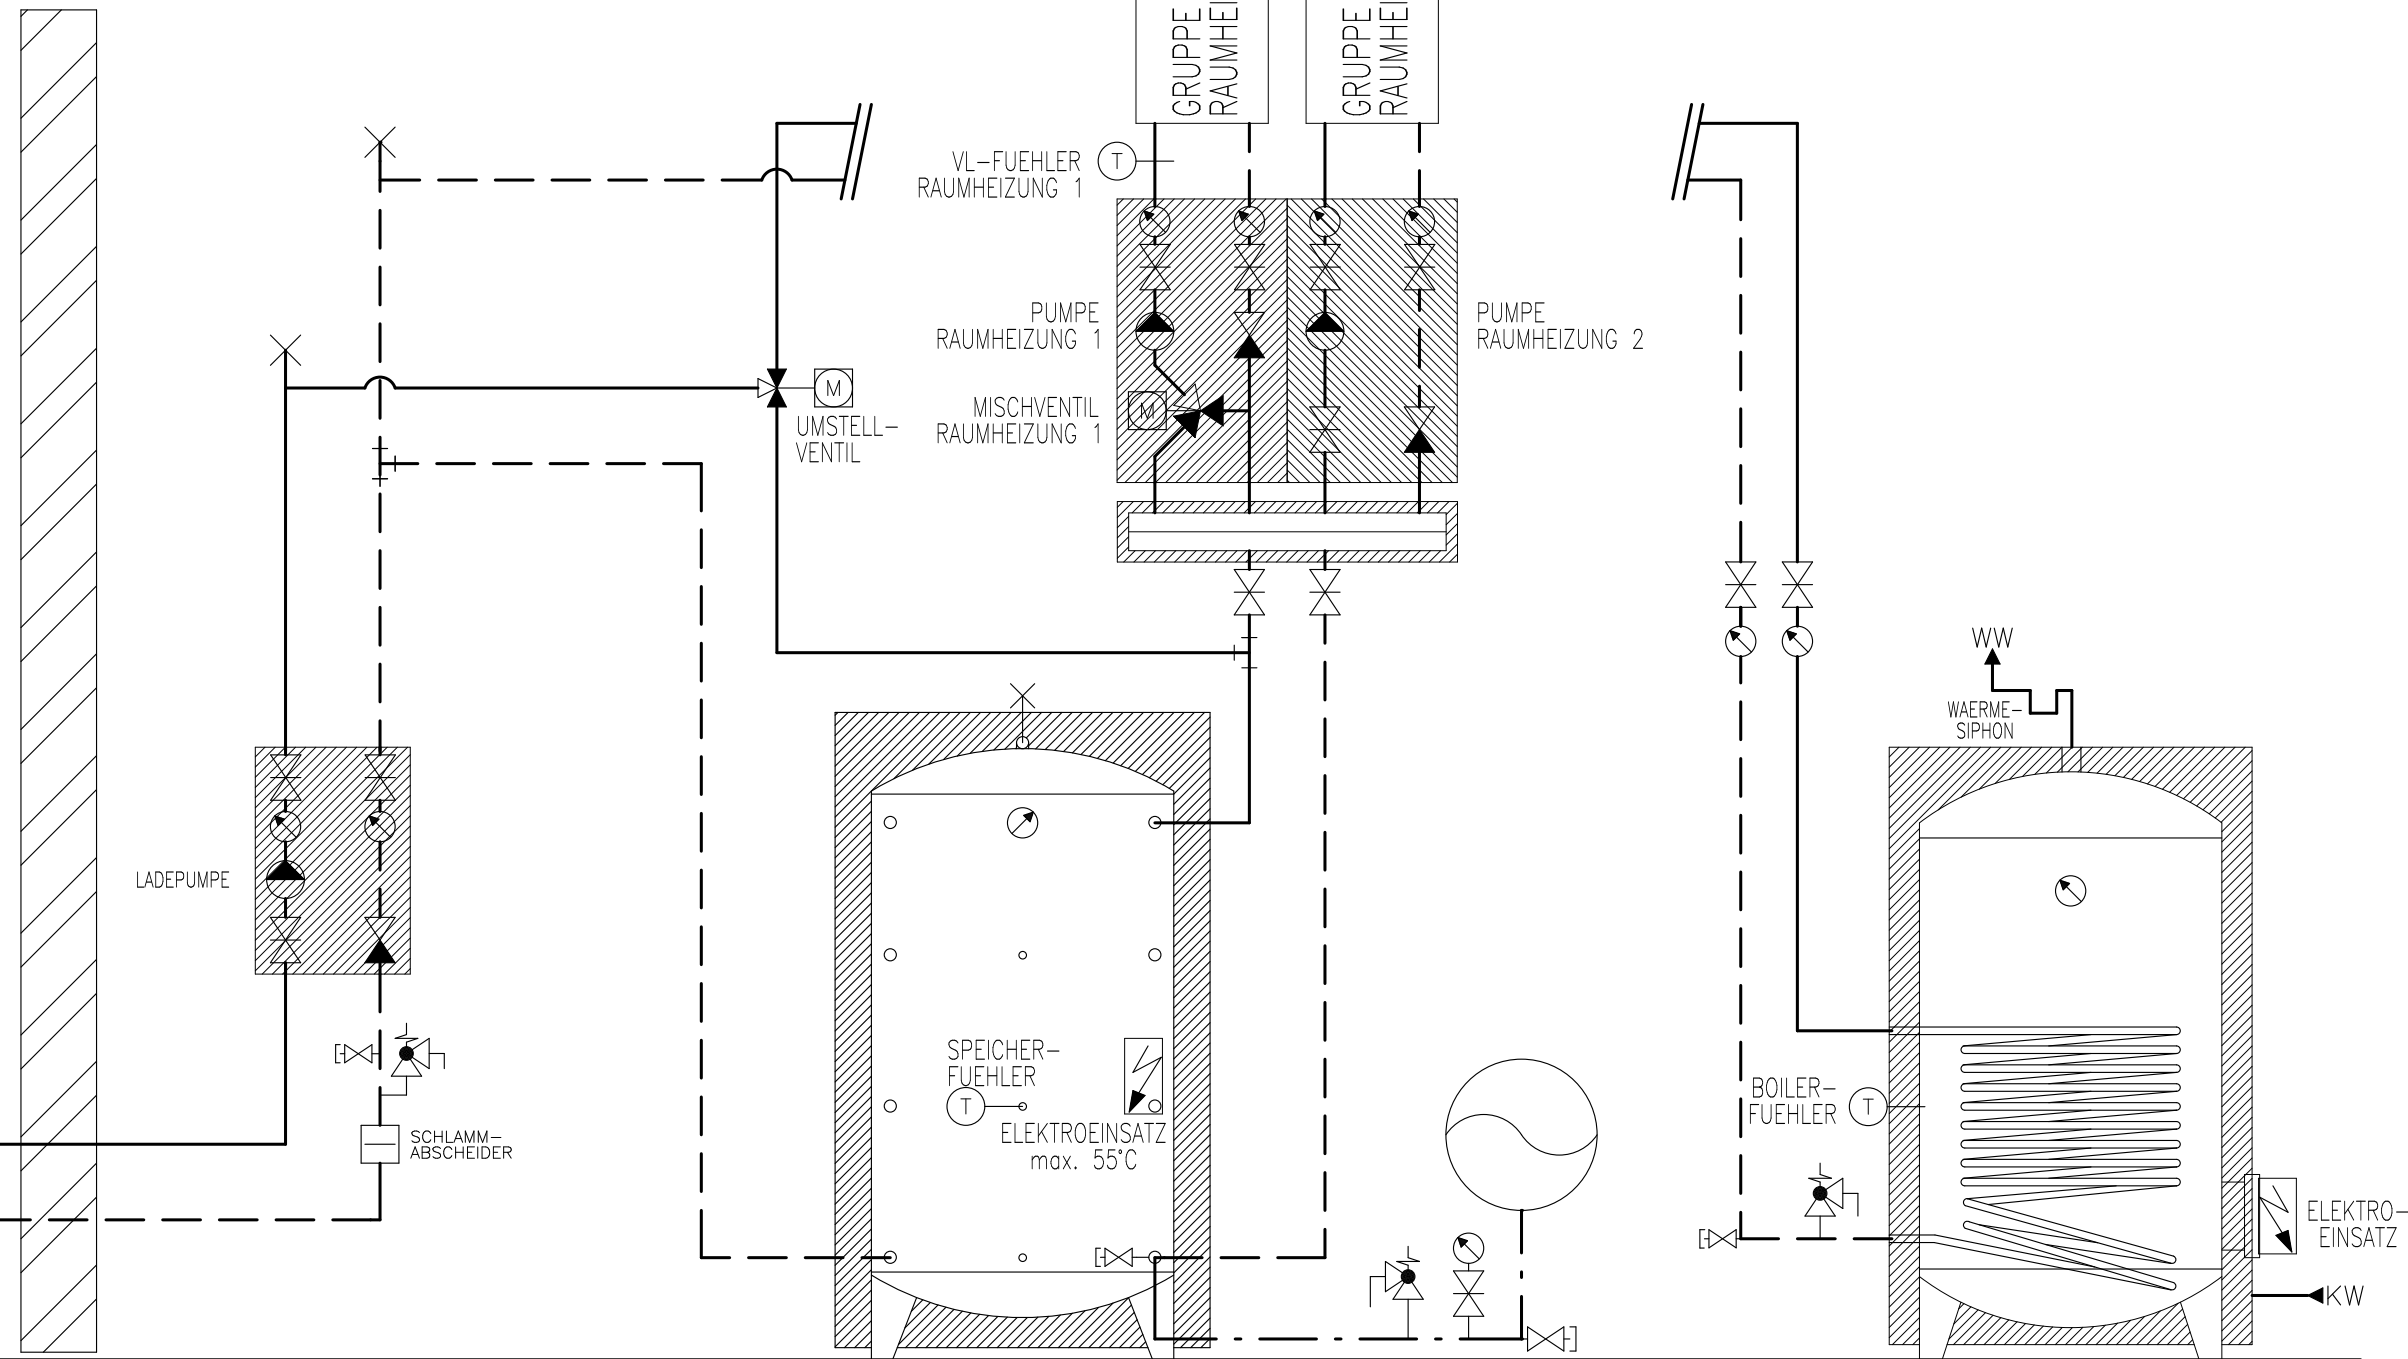 GRUPPE
RAUMHEI
GRUPPE
RAUMHEI
VL-FUEHLER
RAUMHEIZUNG 1
T
PUMPE
RAUMHEIZUNG 1
PUMPE
RAUMHEIZUNG 2
M
UMSTELL-
VENTIL
MISCHVENTIL
RAUMHEIZUNG 1
M
WW
WAERME-
SIPHON
LADEPUMPE
SPEICHER-
FUEHLER
T
ELEKTROEINSATZ
max. 55°C
BOILER-
FUEHLER
T
SCHLAMM-
ABSCHEIDER
ELEKTRO-
EINSATZ
KW